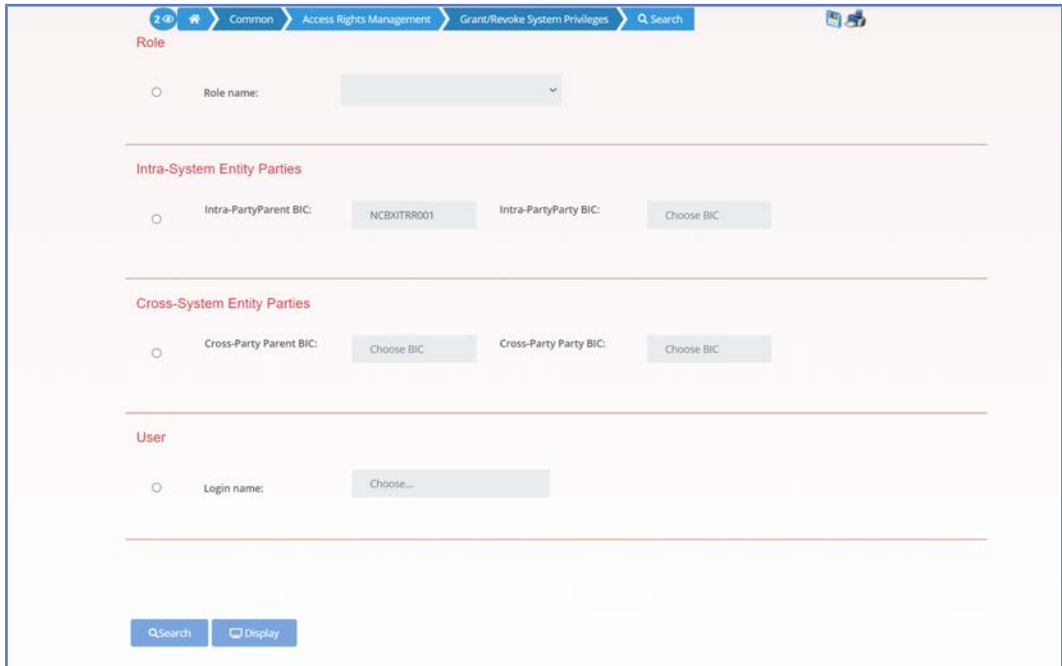 2 Common Access Rights Management Grant/Revoke System Privileges Search
Role
Role name:
Intra-System Entity Parties
Intra-PartyParent BIC: NCBXITRR001 Intra-PartyParty BIC: Choose BIC
Cross-System Entity Parties
Cross-Party Parent BIC: Choose BIC Cross-Party Party BIC: Choose BIC
User
Login name: Choose...
Search Display